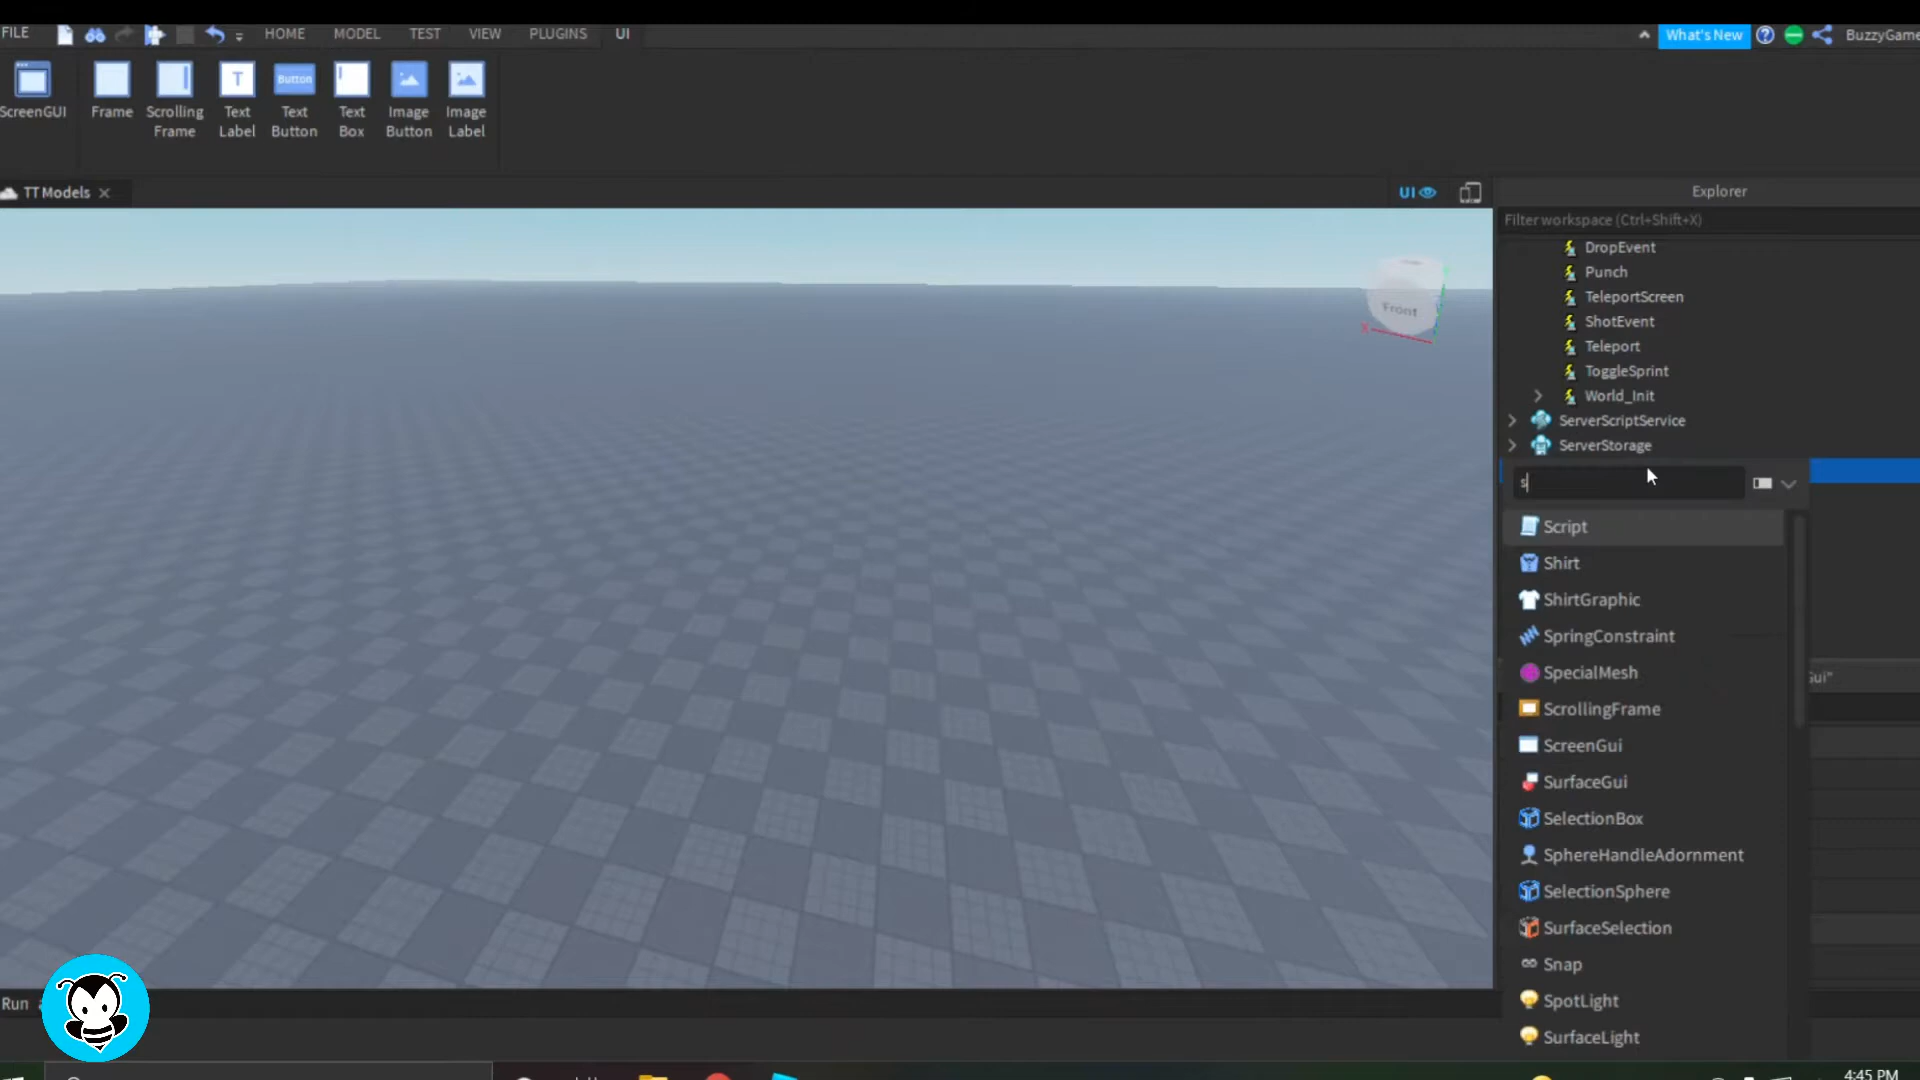 FILE
HOME
MODEL
TEST
VIEW
PLUGINS
UI
What's New
BuzzyGame
ScreenGUI
Frame
Scrolling
Frame
T
Text
Label
Button
Text
Button
Text
Box
Image
Button
Image
Label
TT Models
UI
Explorer
Filter workspace (Ctrl+Shift+X)
Front
X
DropEvent
Punch
TeleportScreen
ShotEvent
Teleport
ToggleSprint
World_Init
ServerScriptService
ServerStorage
s
Script
Shirt
ShirtGraphic
SpringConstraint
SpecialMesh
ScrollingFrame
ScreenGui
SurfaceGui
SelectionBox
SphereHandleAdornment
SelectionSphere
SurfaceSelection
Snap
SpotLight
SurfaceLight
Gui"
Run
4:45 PM